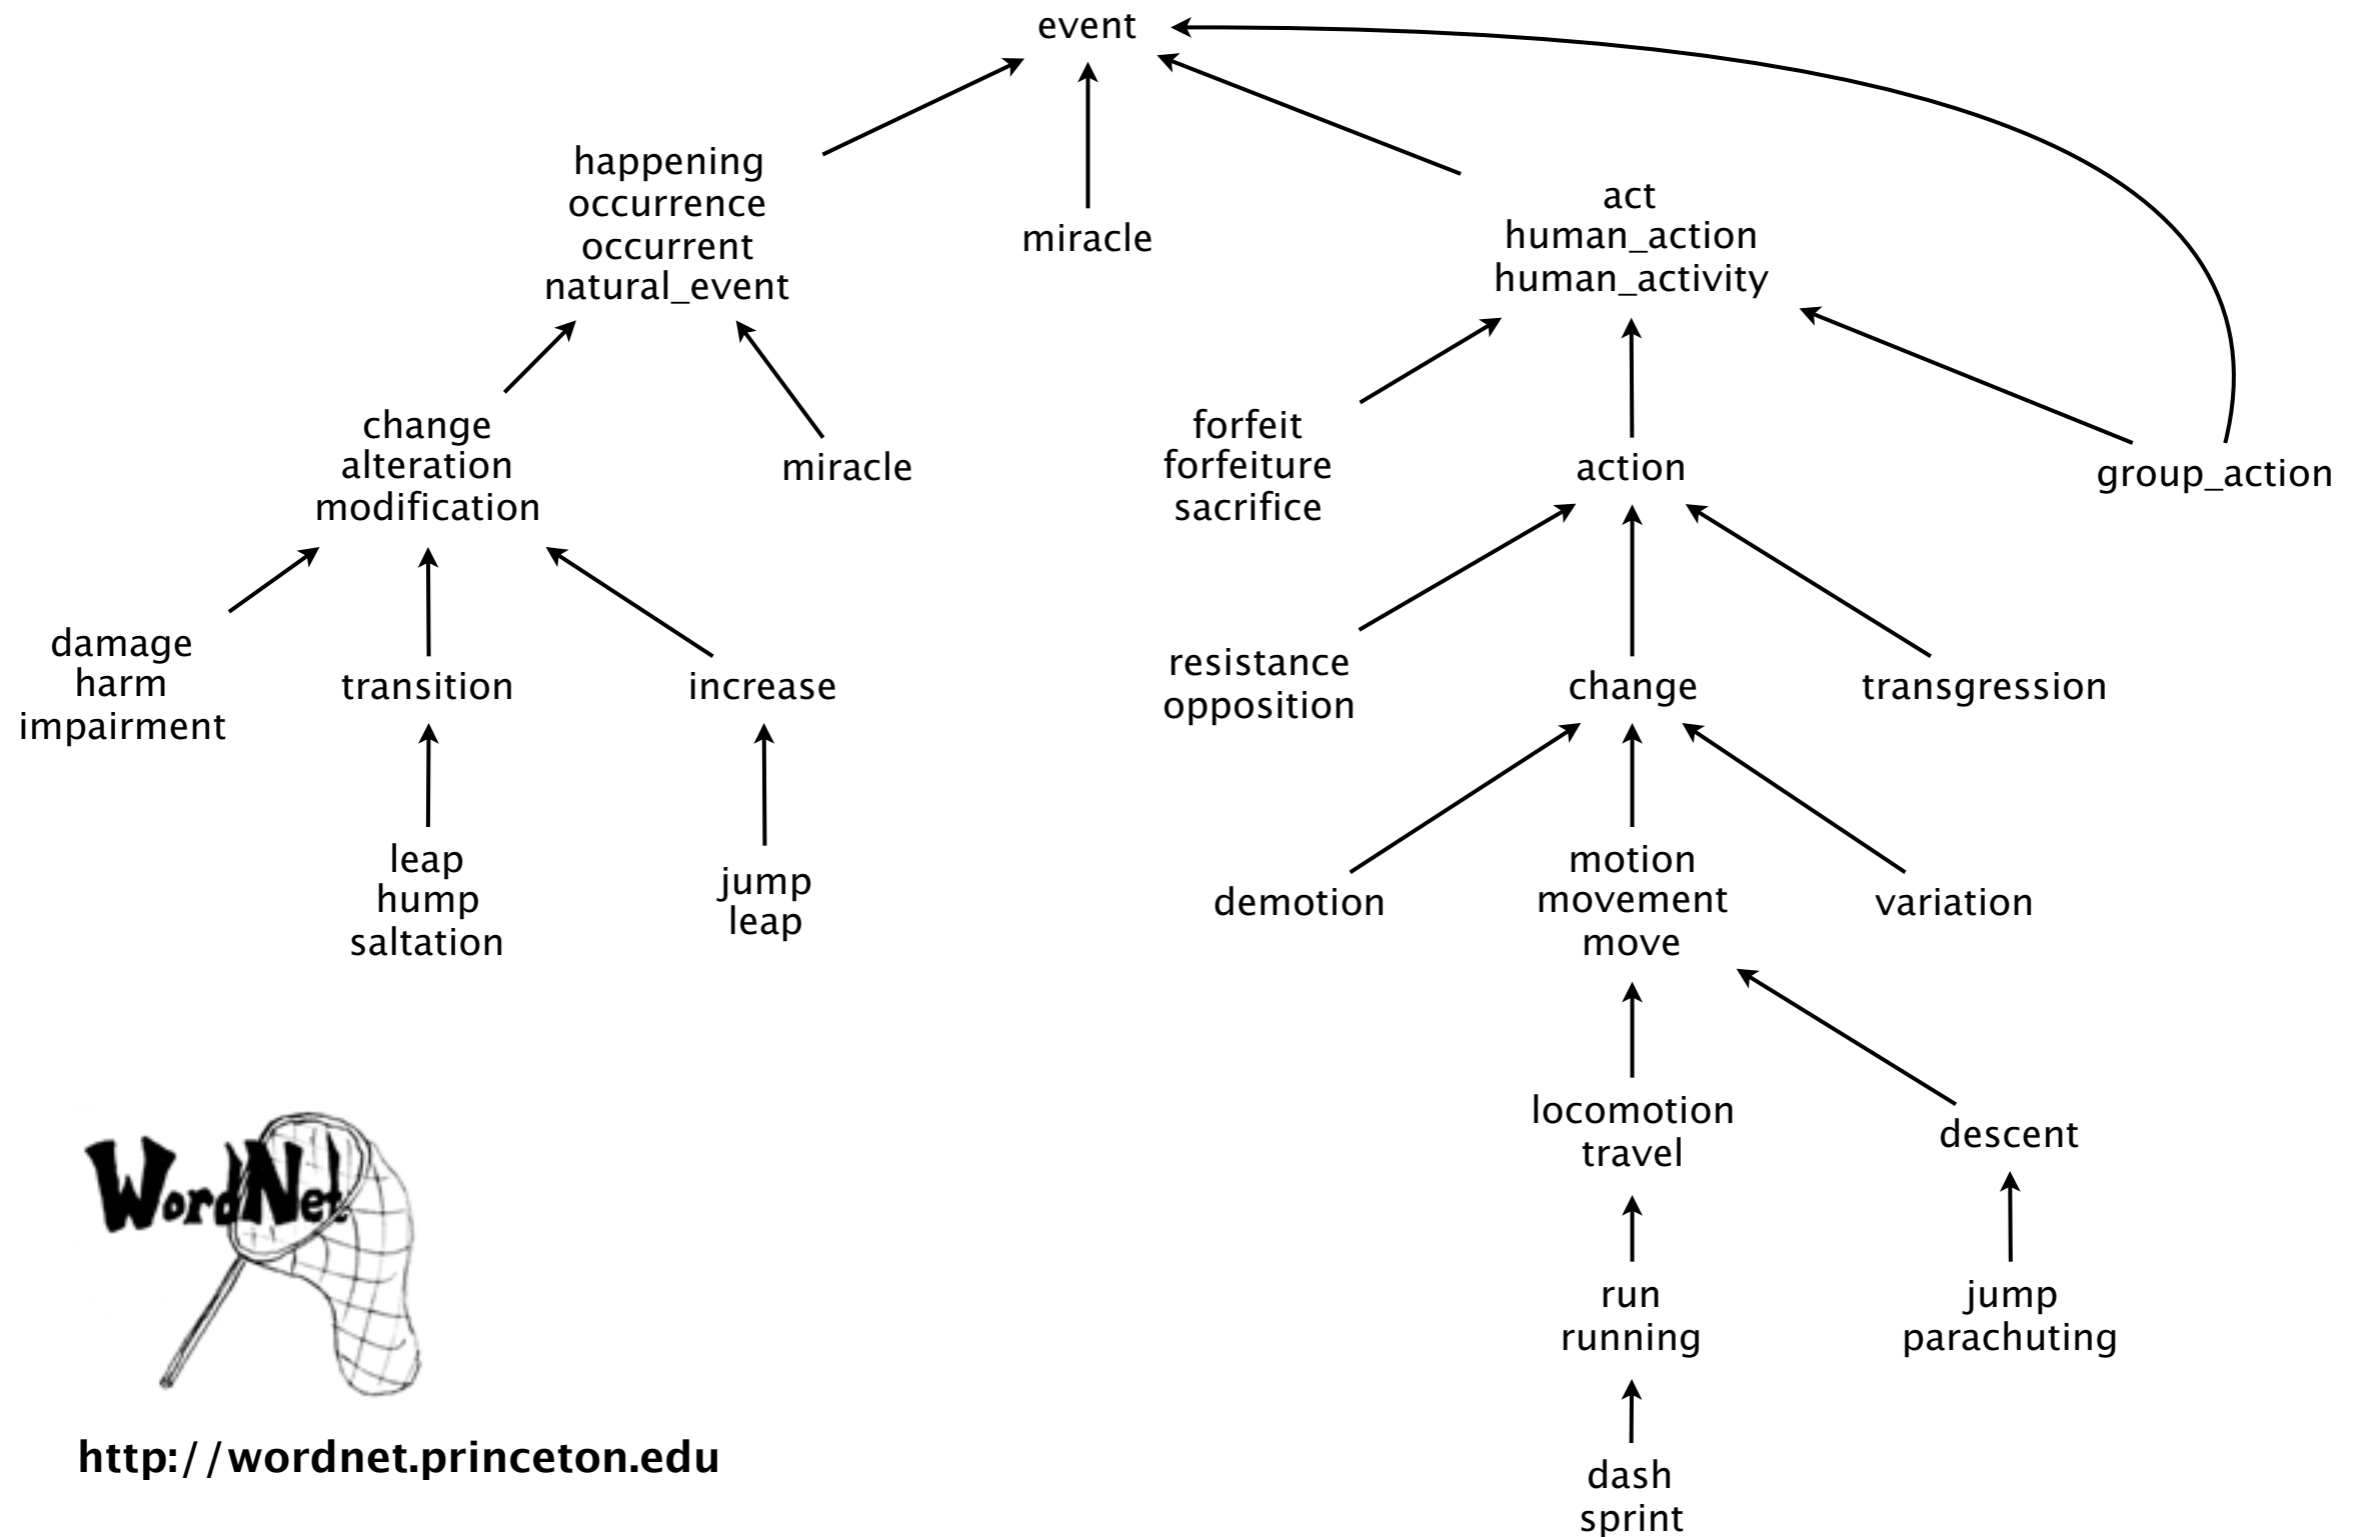 event
happening
occurrence
occurrent
natural_event
miracle
act
human_action
human_activity
change
alteration
modification
miracle
forfeit
forfeiture
sacrifice
action
group_action
damage
harm
impairment
transition
increase
resistance
opposition
change
transgression
leap
hump
saltation
jump
leap
demotion
motion
movement
move
variation
locomotion
travel
descent
WordNet
run
running
jump
parachuting
http://wordnet.princeton.edu
dash
sprint